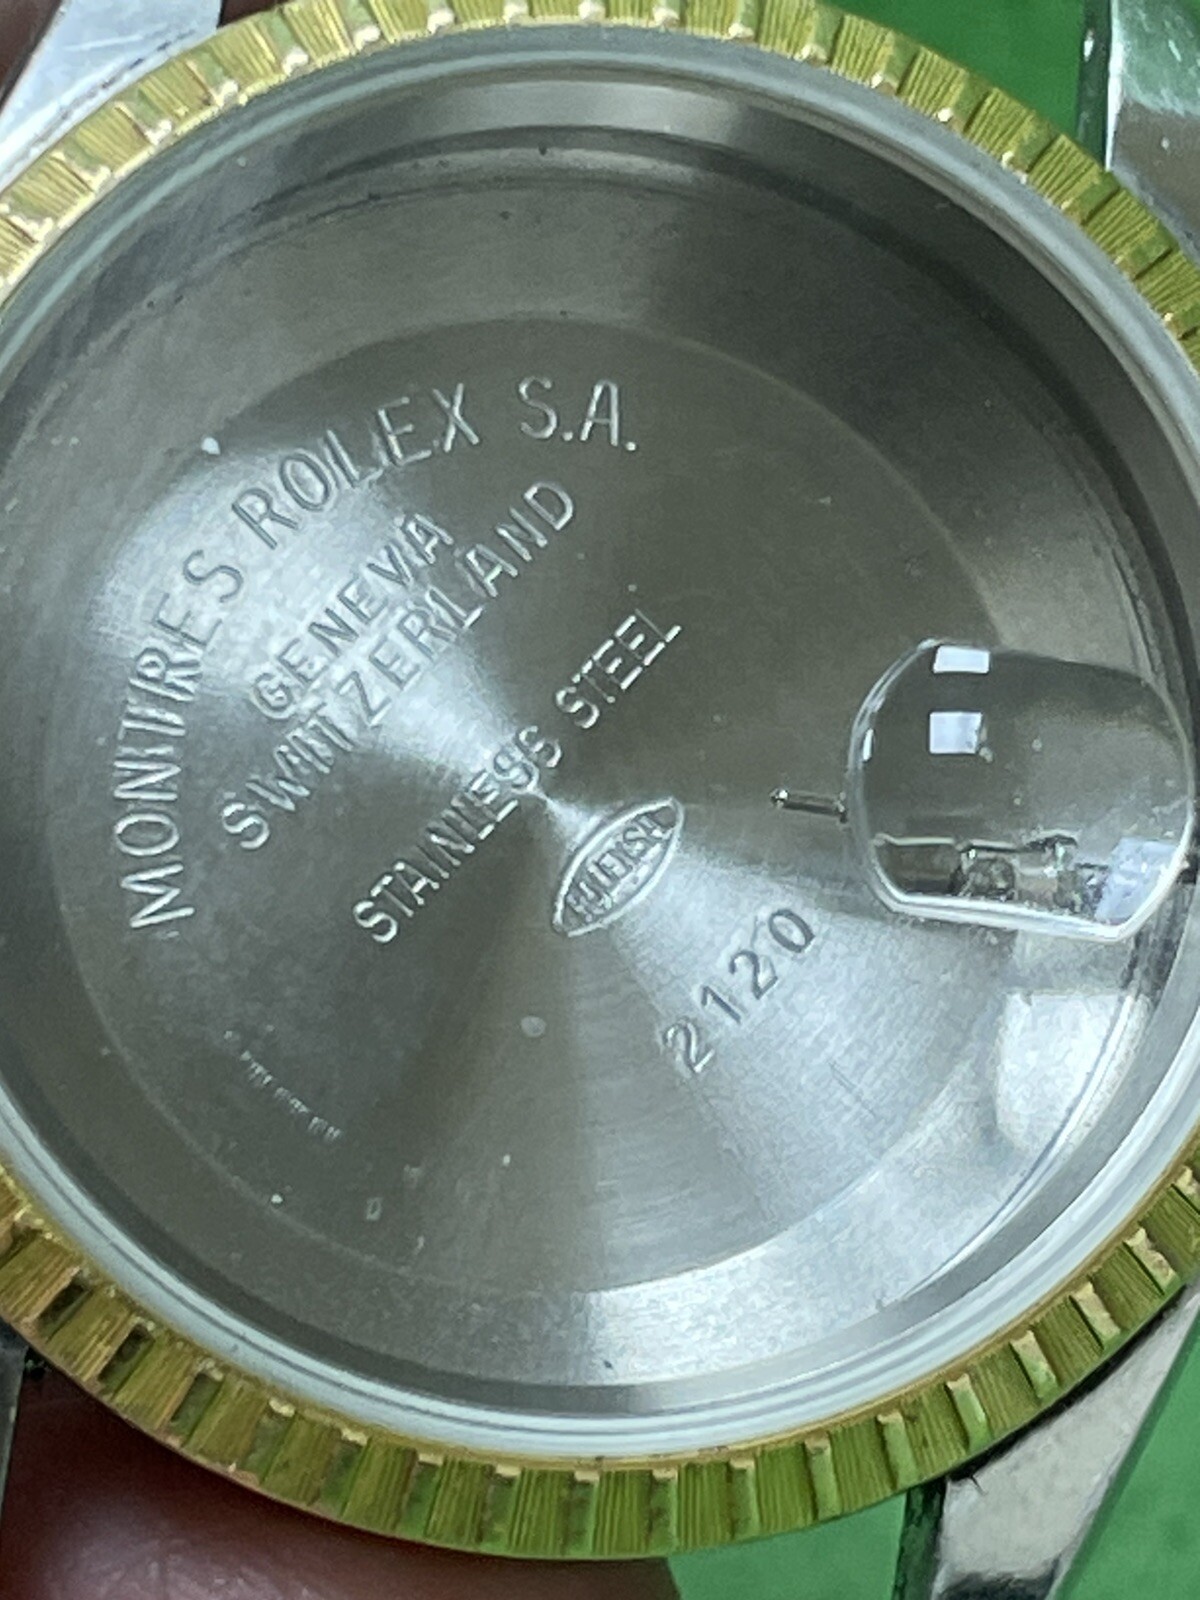 MONTRES ROLEX S.A.
GENEVA
SWITZERLAND
STAINLESS STEEL
2120